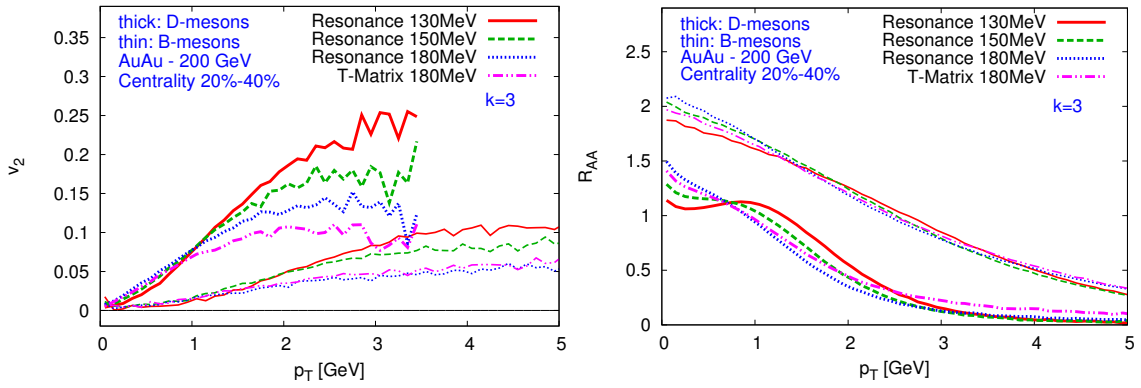 thick: D-mesons
thin: B-mesons
AuAu - 200 GeV
Centrality 20%-40%
Resonance 130MeV
Resonance 150MeV
Resonance 180MeV
T-Matrix 180MeV
k=3
0.35
0.3
0.25
0.2
0.15
0.1
0.05
0
v2
0 1 2 3 4 5
pT [GeV]
thick: D-mesons
thin: B-mesons
AuAu - 200 GeV
Centrality 20%-40%
Resonance 130MeV
Resonance 150MeV
Resonance 180MeV
T-Matrix 180MeV
k=3
2.5
2
1.5
1
0.5
0
RAA
0 1 2 3 4 5
pT [GeV]